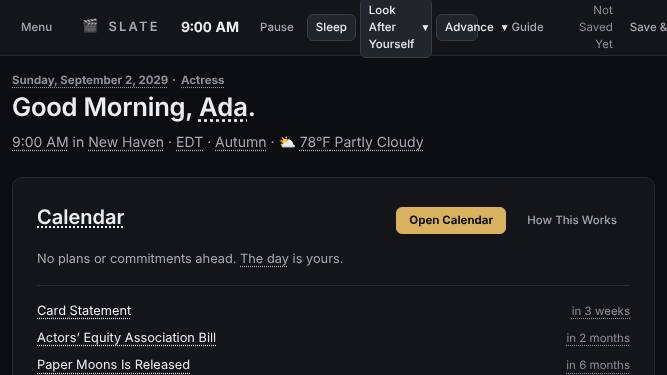 Menu
SLATE
9:00 AM
Pause
Sleep
Look After Yourself ▾
Advance ▾
Guide
Not Saved Yet
Save &
Sunday, September 2, 2029 · Actress
Good Morning, Ada.
9:00 AM in New Haven · EDT · Autumn · ⛅ 78°F Partly Cloudy
Calendar
Open Calendar
How This Works
No plans or commitments ahead. The day is yours.
Card Statement
in 3 weeks
Actors’ Equity Association Bill
in 2 months
Paper Moons Is Released
in 6 months